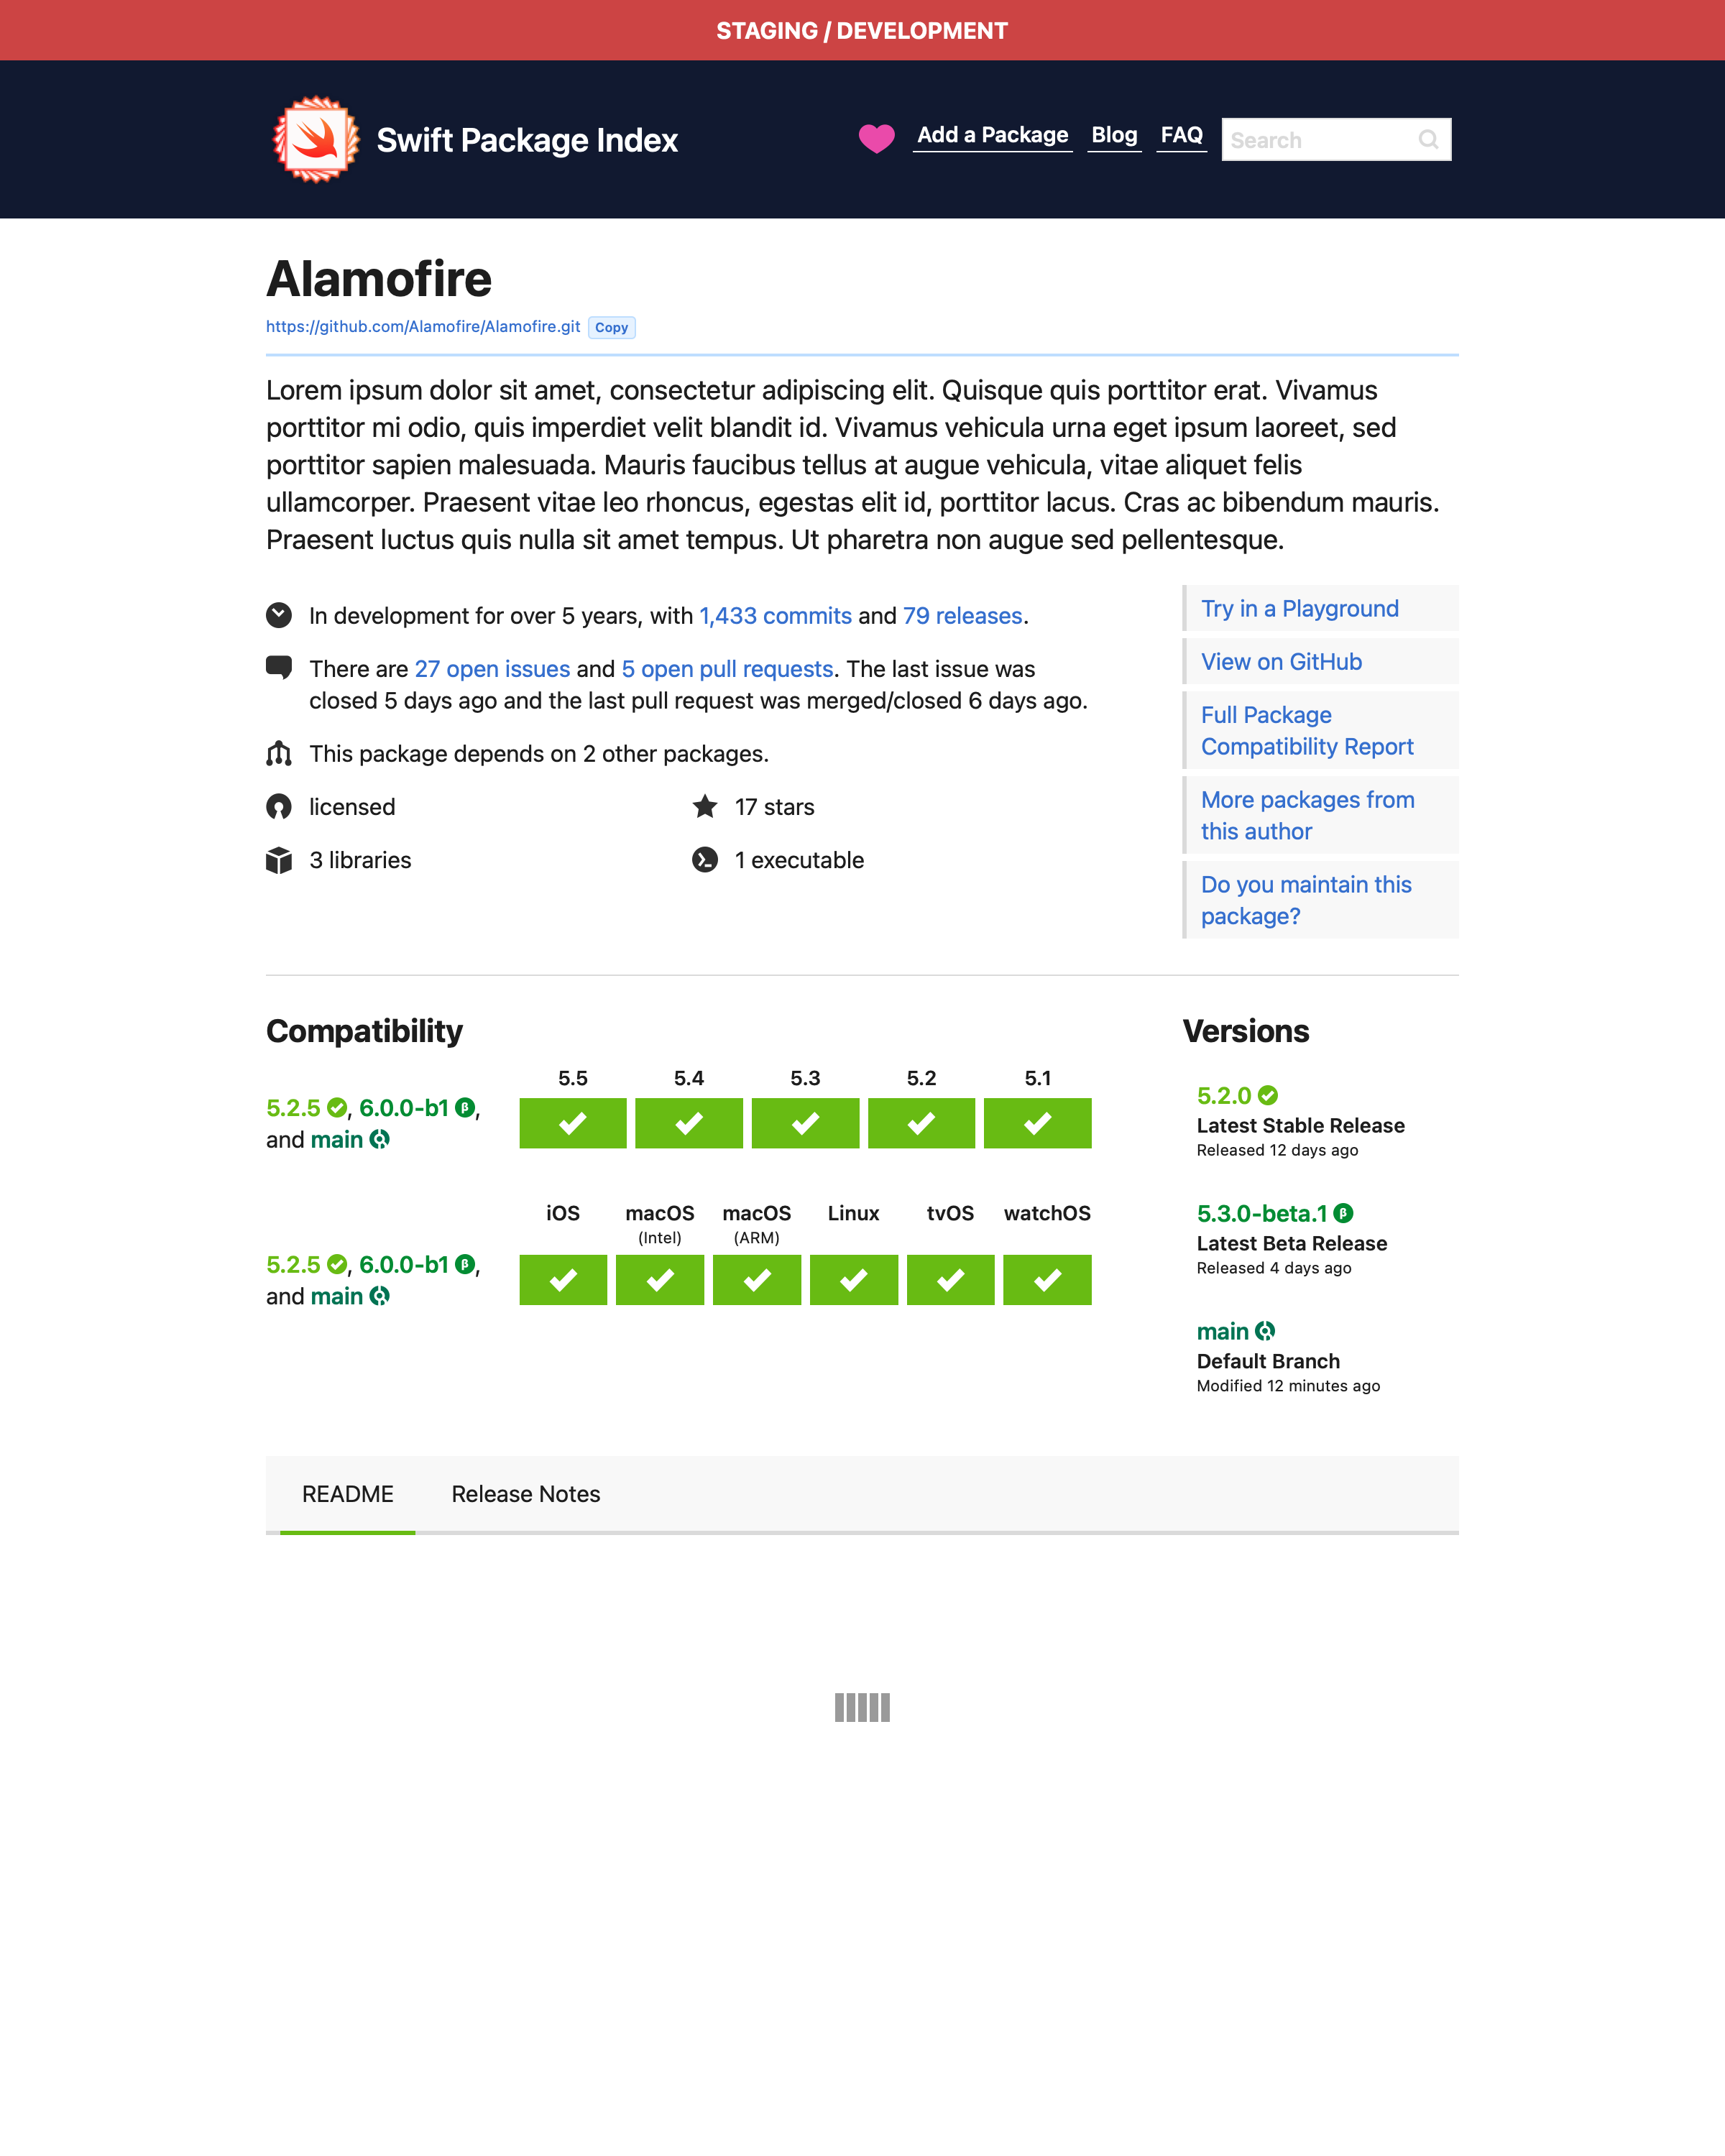 STAGING / DEVELOPMENT
Swift Package Index
Add a Package Blog FAQ Search
Alamofire
https://github.com/Alamofire/Alamofire.git Copy
Lorem ipsum dolor sit amet, consectetur adipiscing elit. Quisque quis porttitor erat. Vivamus
porttitor mi odio, quis imperdiet velit blandit id. Vivamus vehicula urna eget ipsum laoreet, sed
porttitor sapien malesuada. Mauris faucibus tellus at augue vehicula, vitae aliquet felis
ullamcorper. Praesent vitae leo rhoncus, egestas elit id, porttitor lacus. Cras ac bibendum mauris.
Praesent luctus quis nulla sit amet tempus. Ut pharetra non augue sed pellentesque.
In development for over 5 years, with 1,433 commits and 79 releases.
There are 27 open issues and 5 open pull requests. The last issue was
closed 5 days ago and the last pull request was merged/closed 6 days ago.
This package depends on 2 other packages.
licensed
17 stars
3 libraries
1 executable
Try in a Playground
View on GitHub
Full Package
Compatibility Report
More packages from
this author
Do you maintain this
package?
Compatibility
5.5 5.4 5.3 5.2 5.1
5.2.5, 6.0.0-b1 β,
and main
iOS macOS macOS Linux tvOS watchOS
(Intel) (ARM)
5.2.5, 6.0.0-b1 β,
and main
Versions
5.2.0
Latest Stable Release
Released 12 days ago
5.3.0-beta.1 β
Latest Beta Release
Released 4 days ago
main
Default Branch
Modified 12 minutes ago
README Release Notes